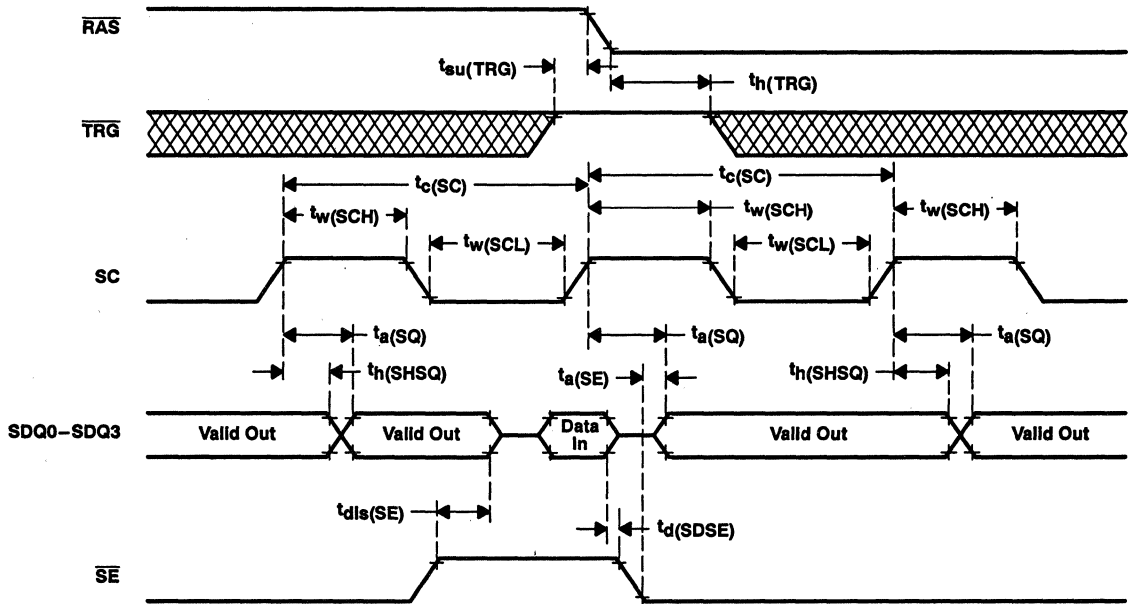 RAS
tsu(TRG)
th(TRG)
TRG
tc(SC) tc(SC)
tw(SCH) tw(SCH) tw(SCH)
tw(SCL) tw(SCL)
SC
ta(SQ) ta(SQ) ta(SQ)
th(SHSQ) ta(SE) th(SHSQ)
SDQ0–SDQ3 Valid Out Valid Out Data In Valid Out Valid Out
tdis(SE) td(SDSE)
SE